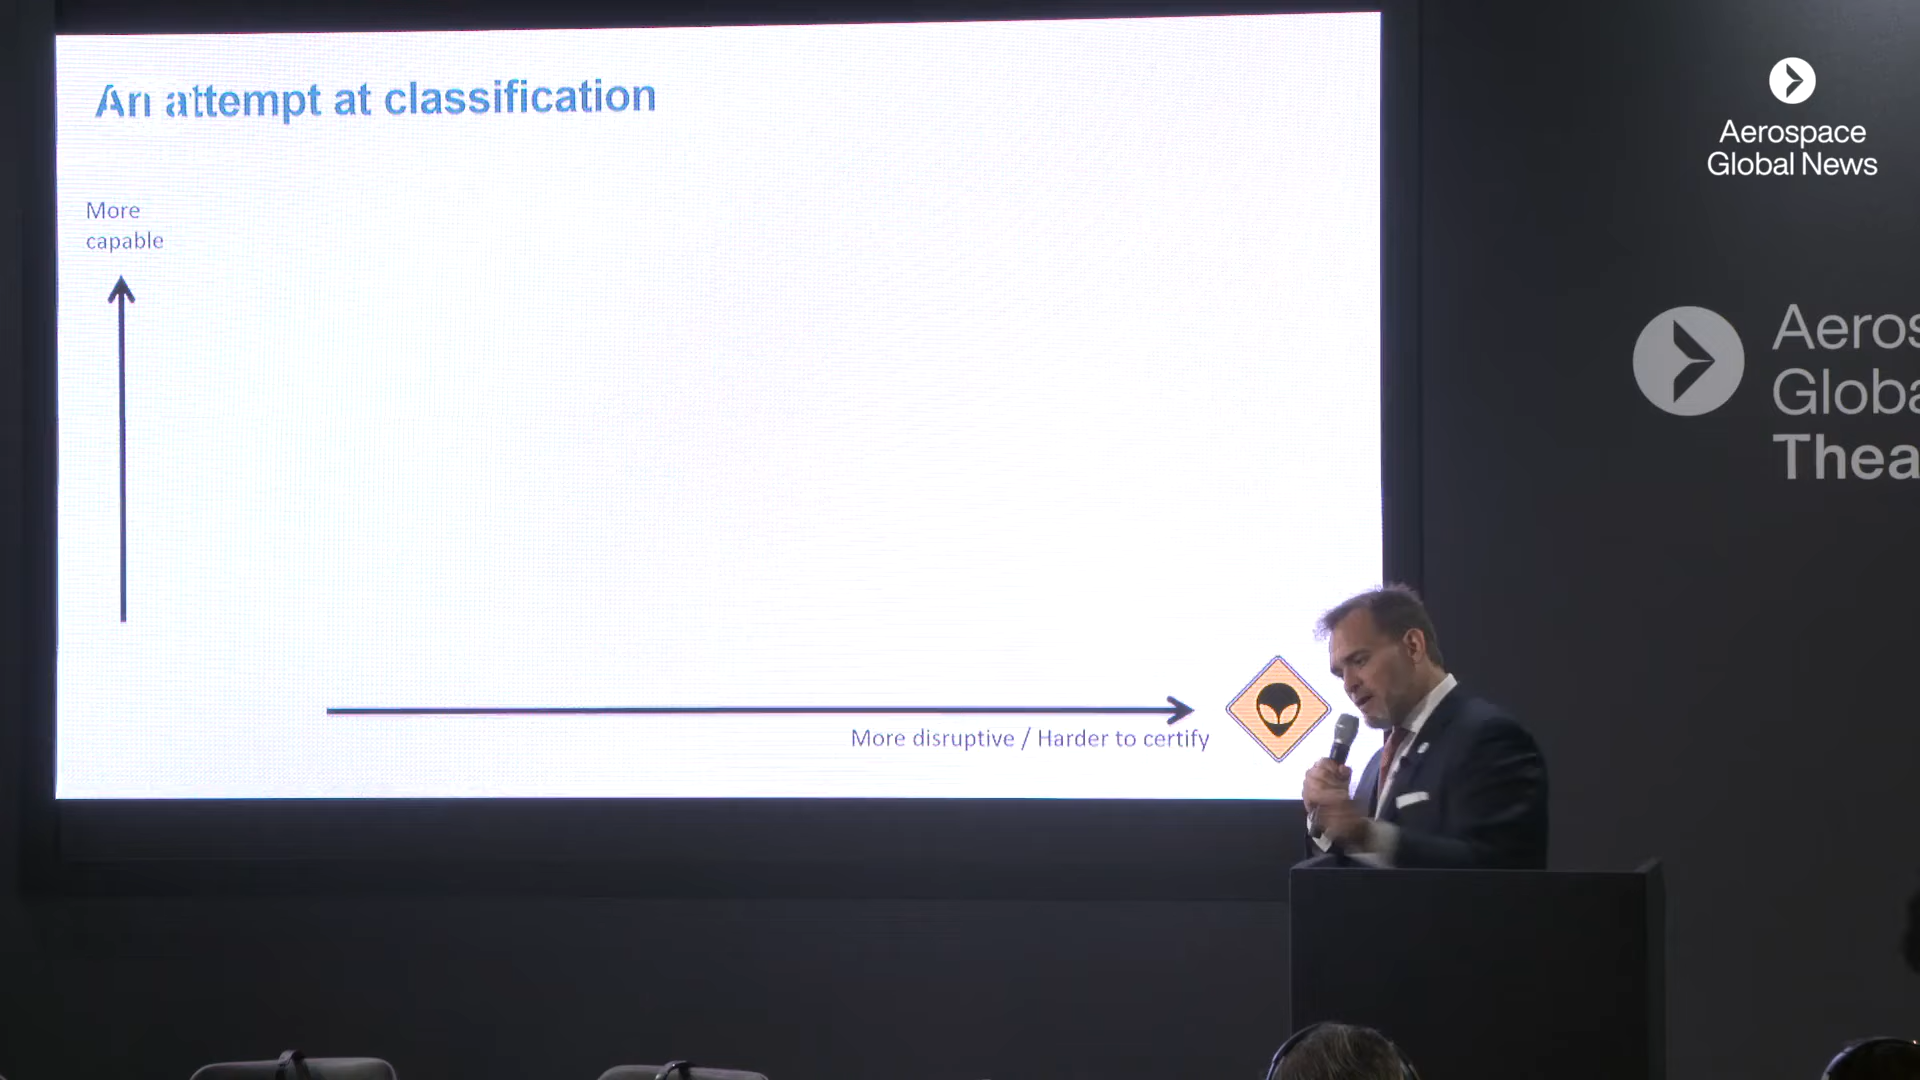 An attempt at classification
More
capable
More disruptive / Harder to certify
Aerospace
Global News
Aeros
Globa
Thea